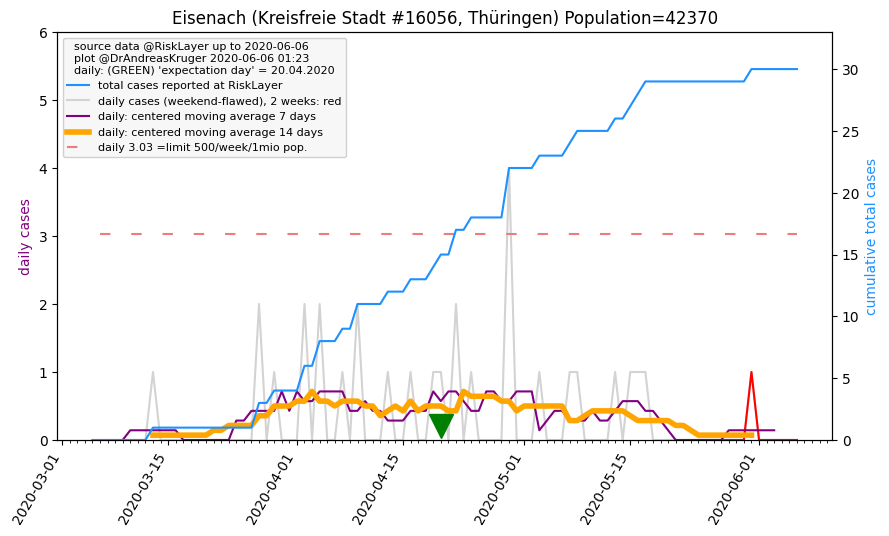 Eisenach (Kreisfreie Stadt #16056, Thüringen) Population=42370
source data @RiskLayer up to 2020-06-06
plot @DrAndreasKruger 2020-06-06 01:23
daily: (GREEN) 'expectation day' = 20.04.2020
total cases reported at RiskLayer
daily cases (weekend-flawed), 2 weeks: red
daily: centered moving average 7 days
daily: centered moving average 14 days
daily 3.03 =limit 500/week/1mio pop.
daily cases
6
5
4
3
2
1
0
cumulative total cases
30
25
20
15
10
5
0
2020-03-01
2020-03-15
2020-04-01
2020-04-15
2020-05-01
2020-05-15
2020-06-01